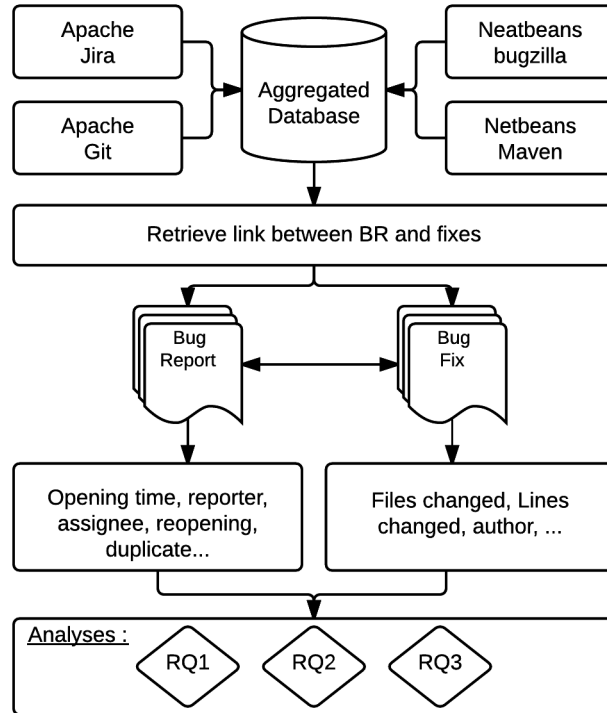 Apache
Jira
Neatbeans
bugzilla
Aggregated
Database
Apache
Git
Netbeans
Maven
Retrieve link between BR and fixes
Bug
Report
Bug
Fix
Opening time, reporter,
assignee, reopening,
duplicate...
Files changed, Lines
changed, author, ...
Analyses :
RQ1
RQ2
RQ3